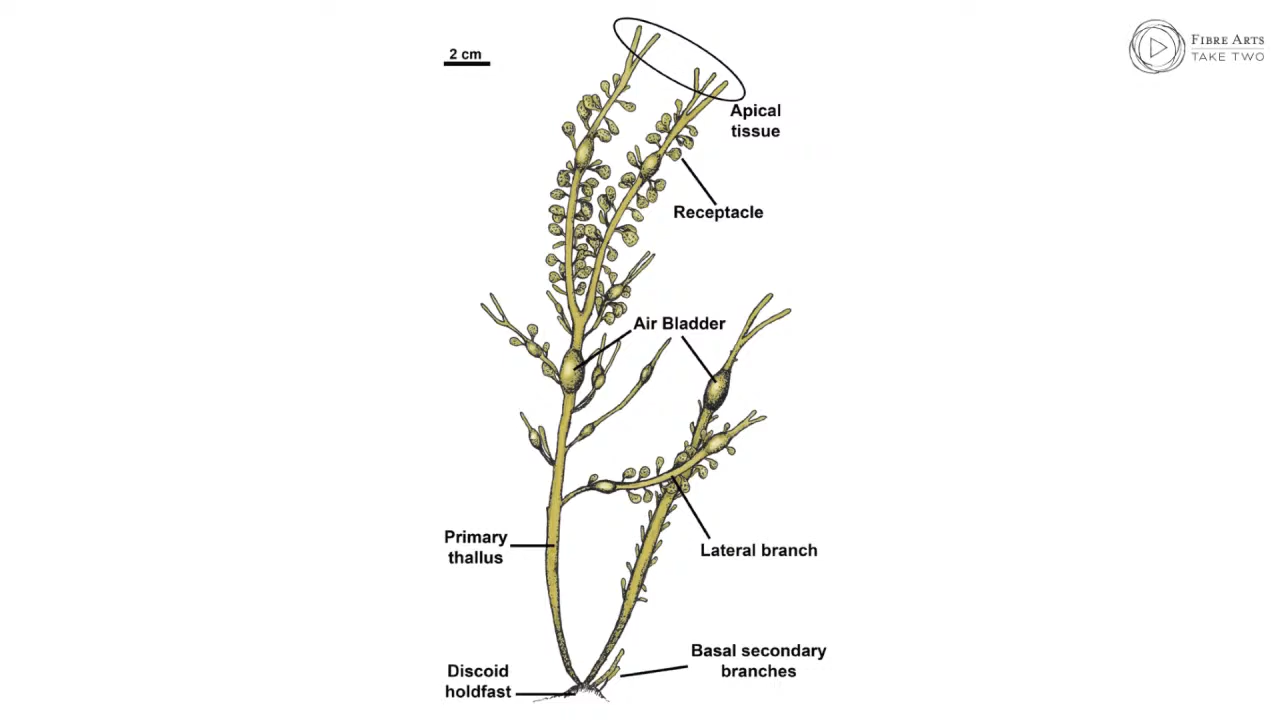 2 cm
FIBRE ARTS
TAKE TWO
Apical
tissue
Receptacle
Air Bladder
Primary
thallus
Lateral branch
Basal secondary
branches
Discoid
holdfast